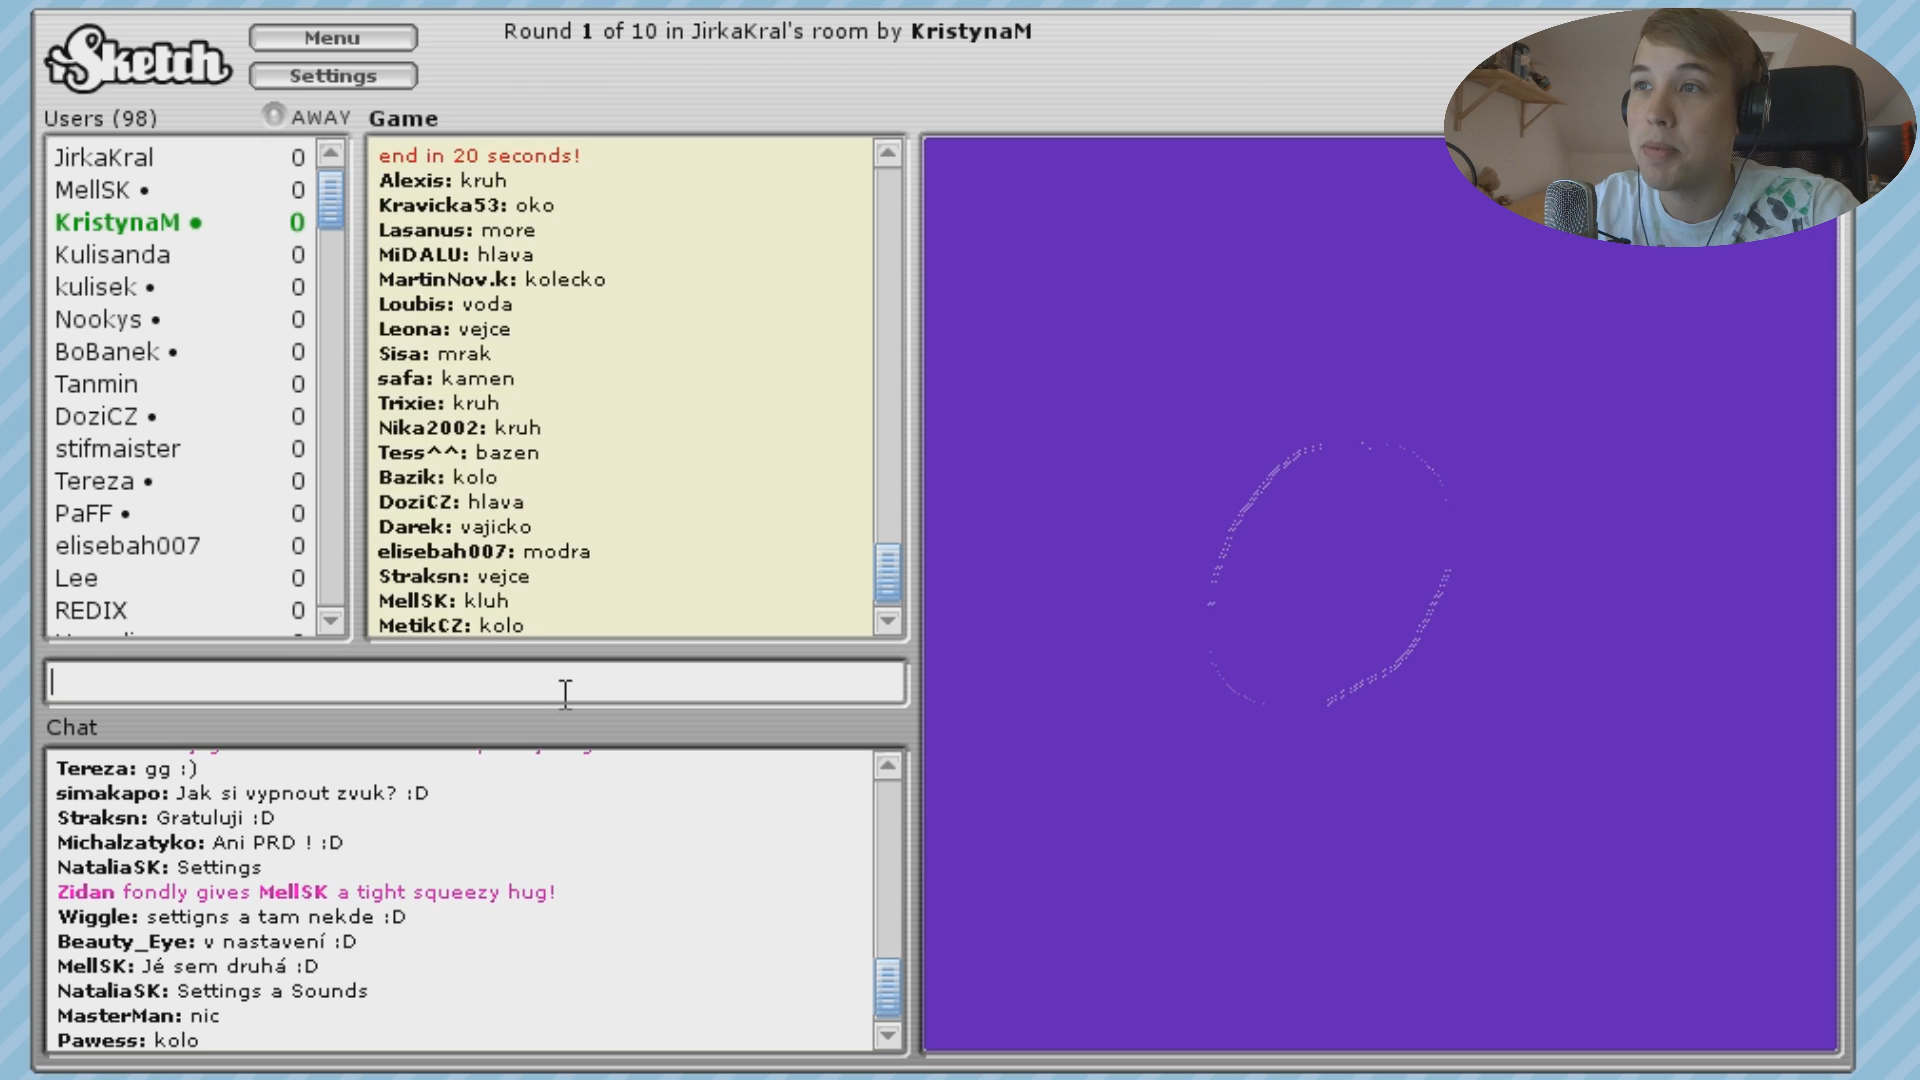 iSketch
Menu
Settings
Round 1 of 10 in JirkaKral's room by KristynaM
Users (98)
AWAY
Game
JirkaKral 0
MellSK • 0
KristynaM • 0
Kulisanda 0
kulisek • 0
Nookys • 0
BoBanek • 0
Tanmin 0
DoziCZ • 0
stifmaister 0
Tereza • 0
PaFF • 0
elisebah007 0
Lee 0
REDIX 0
end in 20 seconds!
Alexis: kruh
Kravicka53: oko
Lasanus: more
MiDALU: hlava
MartinNov.k: kolecko
Loubis: voda
Leona: vejce
Sisa: mrak
safa: kamen
Trixie: kruh
Nika2002: kruh
Tess^^: bazen
Bazik: kolo
DoziCZ: hlava
Darek: vajicko
elisebah007: modra
Straksn: vejce
MellSK: kluh
MetikCZ: kolo
Chat
Tereza: gg :)
simakapo: Jak si vypnout zvuk? :D
Straksn: Gratuluji :D
Michalzatyko: Ani PRD ! :D
NataliaSK: Settings
Zidan fondly gives MellSK a tight squeezy hug!
Wiggle: settigns a tam nekde :D
Beauty_Eye: v nastavení :D
MellSK: Jé sem druhá :D
NataliaSK: Settings a Sounds
MasterMan: nic
Pawess: kolo